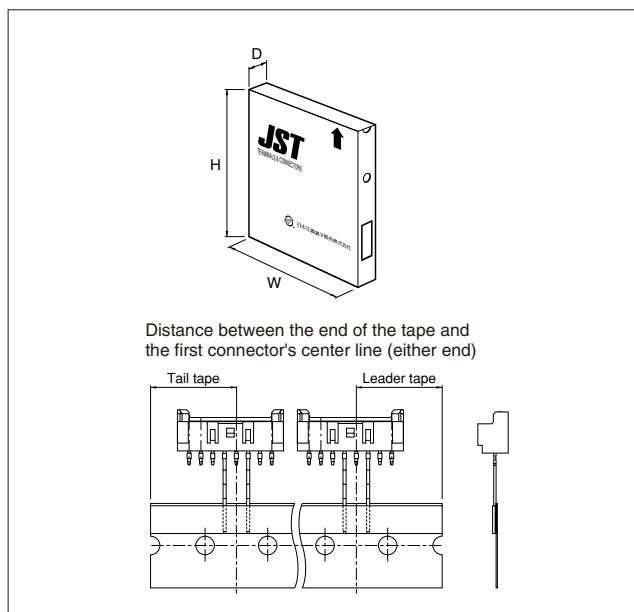 D
JST
TERMINALS & CONNECTORS
H
W
Distance between the end of the tape and
the first connector's center line (either end)
Tail tape
Leader tape